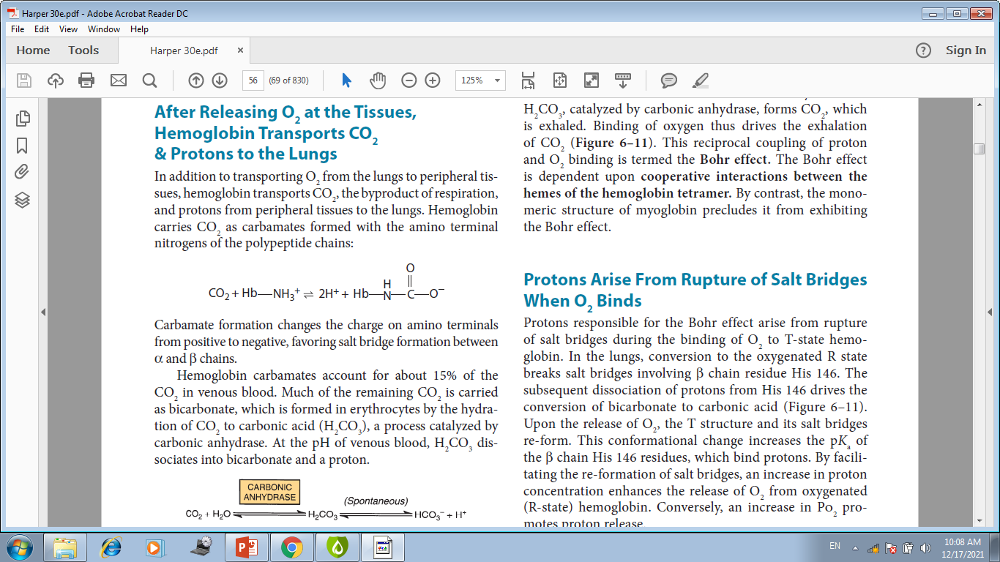 Harper 30e.pdf - Adobe Acrobat Reader DC
File Edit View Window Help
Home Tools Harper 30e.pdf × ? Sign In
56 (69 of 830) 125%
After Releasing O₂ at the Tissues,
Hemoglobin Transports CO₂
& Protons to the Lungs
In addition to transporting O₂ from the lungs to peripheral tis-
sues, hemoglobin transports CO₂, the byproduct of respiration,
and protons from peripheral tissues to the lungs. Hemoglobin
carries CO₂ as carbamates formed with the amino terminal
nitrogens of the polypeptide chains:
O
H
CO₂ + Hb—NH₃⁺ ⇌ 2H⁺ + Hb—N—C—O⁻
Carbamate formation changes the charge on amino terminals
from positive to negative, favoring salt bridge formation between
α and β chains.
Hemoglobin carbamates account for about 15% of the
CO₂ in venous blood. Much of the remaining CO₂ is carried
as bicarbonate, which is formed in erythrocytes by the hydra-
tion of CO₂ to carbonic acid (H₂CO₃), a process catalyzed by
carbonic anhydrase. At the pH of venous blood, H₂CO₃ dis-
sociates into bicarbonate and a proton.
CARBONIC
ANHYDRASE
(Spontaneous)
CO₂ + H₂O ⇌ H₂CO₃ ⇌ HCO₃⁻ + H⁺
H₂CO₃, catalyzed by carbonic anhydrase, forms CO₂, which
is exhaled. Binding of oxygen thus drives the exhalation
of CO₂ (Figure 6–11). This reciprocal coupling of proton
and O₂ binding is termed the Bohr effect. The Bohr effect
is dependent upon cooperative interactions between the
hemes of the hemoglobin tetramer. By contrast, the mono-
meric structure of myoglobin precludes it from exhibiting
the Bohr effect.
Protons Arise From Rupture of Salt Bridges
When O₂ Binds
Protons responsible for the Bohr effect arise from rupture
of salt bridges during the binding of O₂ to T-state hemo-
globin. In the lungs, conversion to the oxygenated R state
breaks salt bridges involving β chain residue His 146. The
subsequent dissociation of protons from His 146 drives the
conversion of bicarbonate to carbonic acid (Figure 6–11).
Upon the release of O₂, the T structure and its salt bridges
re-form. This conformational change increases the pKₐ of
the β chain His 146 residues, which bind protons. By facili-
tating the re-formation of salt bridges, an increase in proton
concentration enhances the release of O₂ from oxygenated
(R-state) hemoglobin. Conversely, an increase in Po₂ pro-
motes proton release.
EN 10:08 AM
12/17/2021